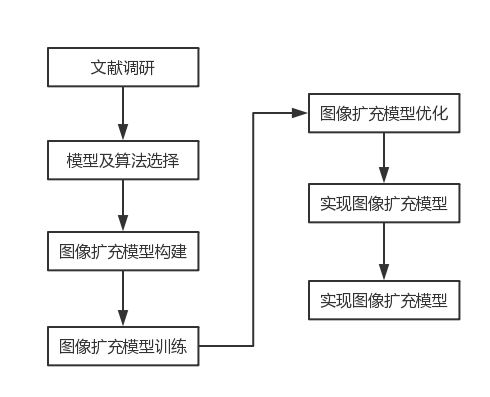 文献调研
模型及算法选择
图像扩充模型构建
图像扩充模型训练
图像扩充模型优化
实现图像扩充模型
实现图像扩充模型